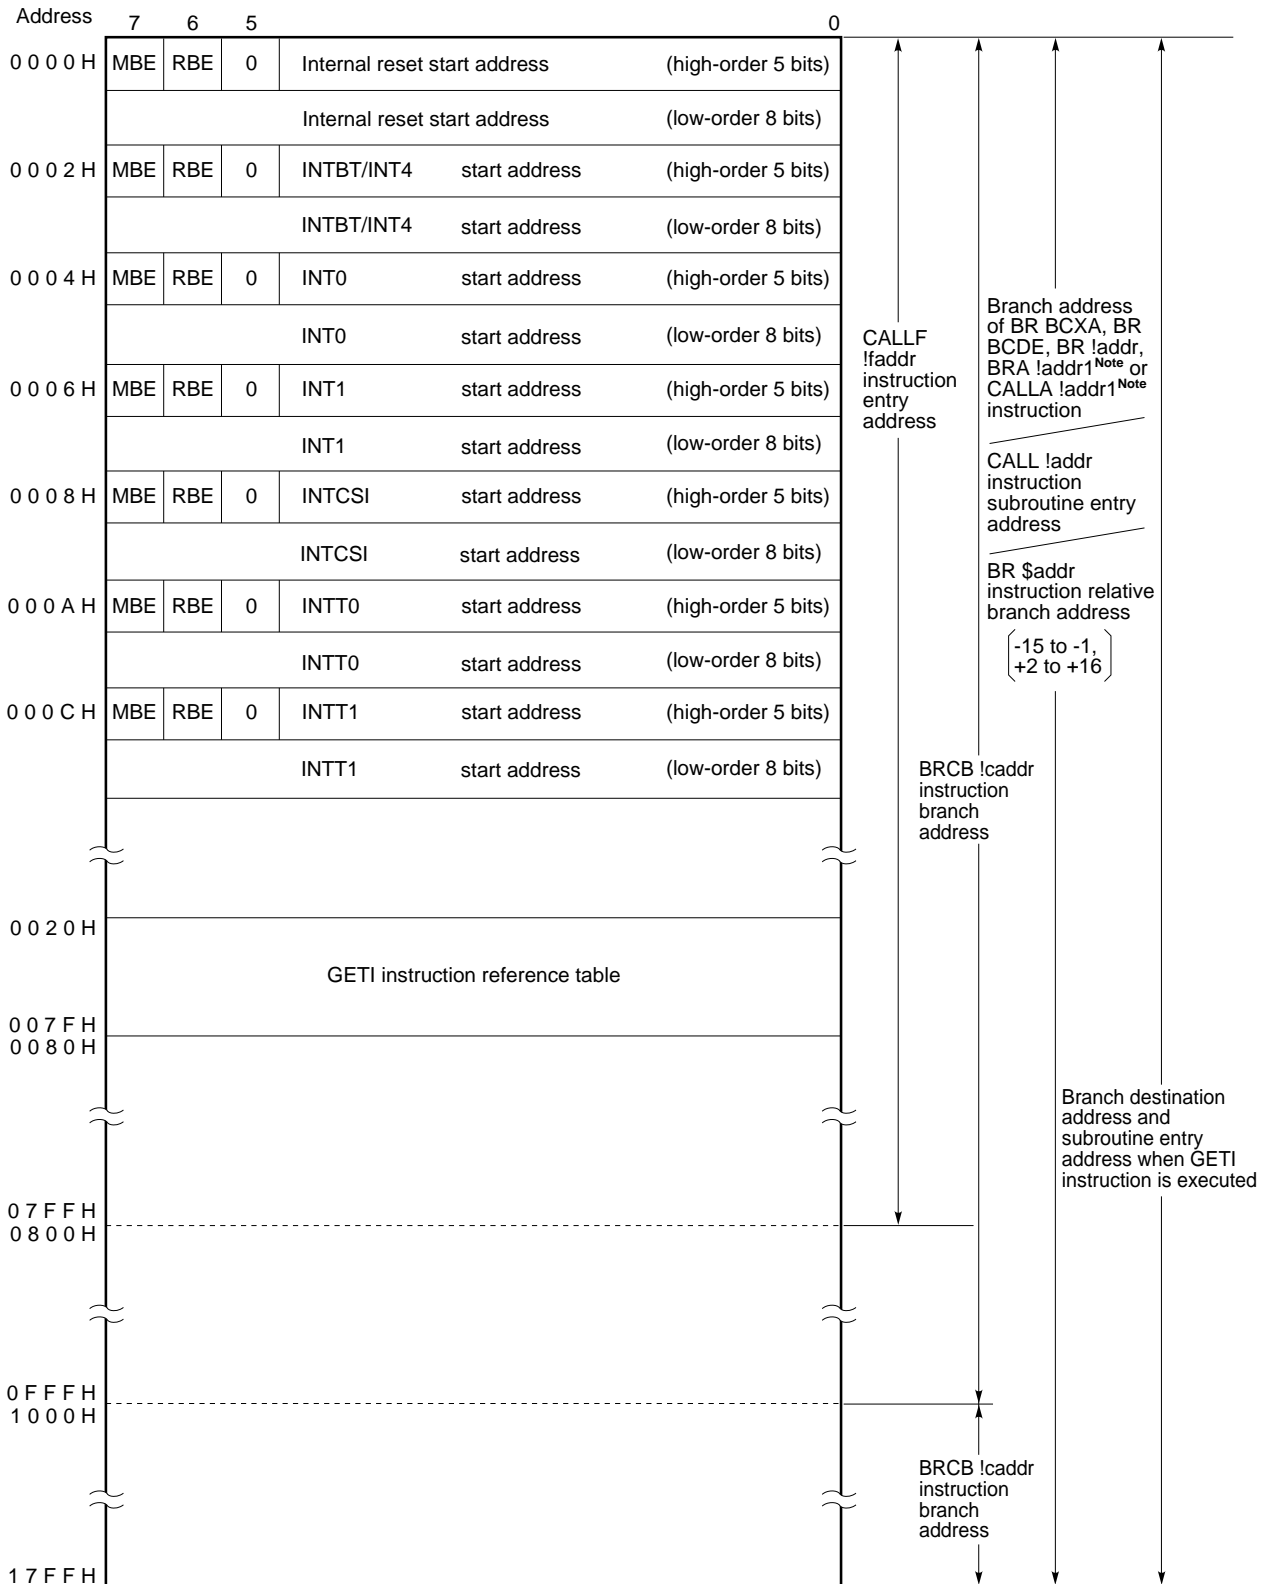 Address
7 6 5 0
0000H MBE RBE 0 Internal reset start address (high-order 5 bits)
Internal reset start address (low-order 8 bits)
0002H MBE RBE 0 INTBT/INT4 start address (high-order 5 bits)
INTBT/INT4 start address (low-order 8 bits)
0004H MBE RBE 0 INT0 start address (high-order 5 bits)
INT0 start address (low-order 8 bits)
0006H MBE RBE 0 INT1 start address (high-order 5 bits)
INT1 start address (low-order 8 bits)
0008H MBE RBE 0 INTCSI start address (high-order 5 bits)
INTCSI start address (low-order 8 bits)
000AH MBE RBE 0 INTT0 start address (high-order 5 bits)
INTT0 start address (low-order 8 bits)
000CH MBE RBE 0 INTT1 start address (high-order 5 bits)
INTT1 start address (low-order 8 bits)
0020H
GETI instruction reference table
007FH
0080H
07FFH
0800H
0FFFH
1000H
17FFH
CALLF
!faddr
instruction
entry
address
BRCB !caddr
instruction
branch
address
BRCB !caddr
instruction
branch
address
Branch address
of BR BCXA, BR
BCDE, BR !addr,
BRA !addr1Note or
CALLA !addr1Note
instruction
CALL !addr
instruction
subroutine entry
address
BR $addr
instruction relative
branch address
-15 to -1,
+2 to +16
Branch destination
address and
subroutine entry
address when GETI
instruction is executed